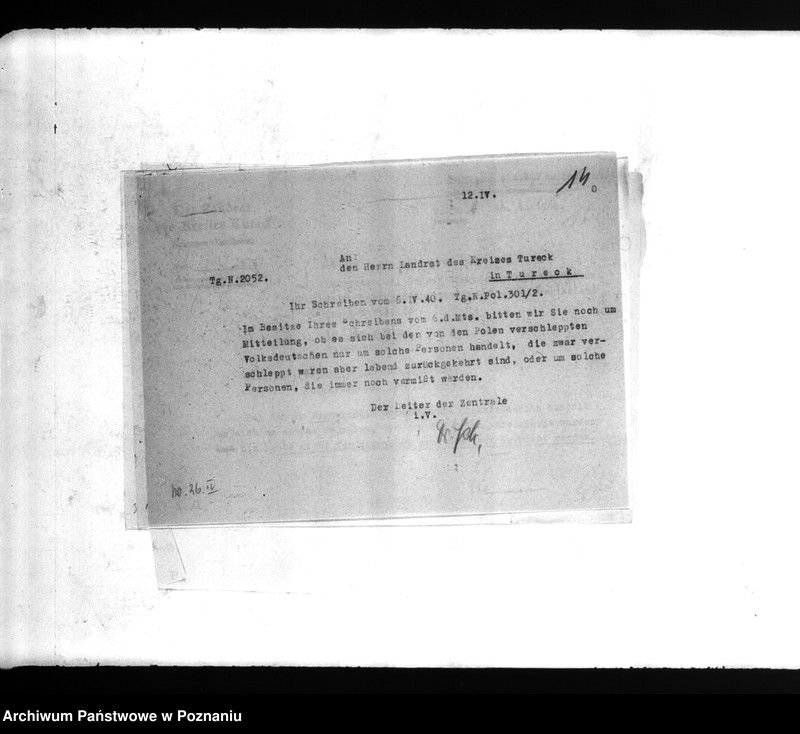 14
12.IV.
0
An:
den Herrn Landrat des Kreises Tureck
in Tureck
Tg.N.2052.
Ihr Schreiben vom 6.IV.40. Tg.N.Pol.301/2.
Im Besitze Ihres Schreibens vom 6.d.Mts. bitten wir Sie noch um
Mitteilung, ob es sich bei den von den Polen verschleppten
Volksdeutschen nur um solche Personen handelt, die zwar ver-
schleppt waren aber lebend zurückgekehrt sind, oder um solche
Personen, die immer noch vermißt werden.
Der Leiter der Zentrale
i.V.
26.IV
Archiwum Państwowe w Poznaniu